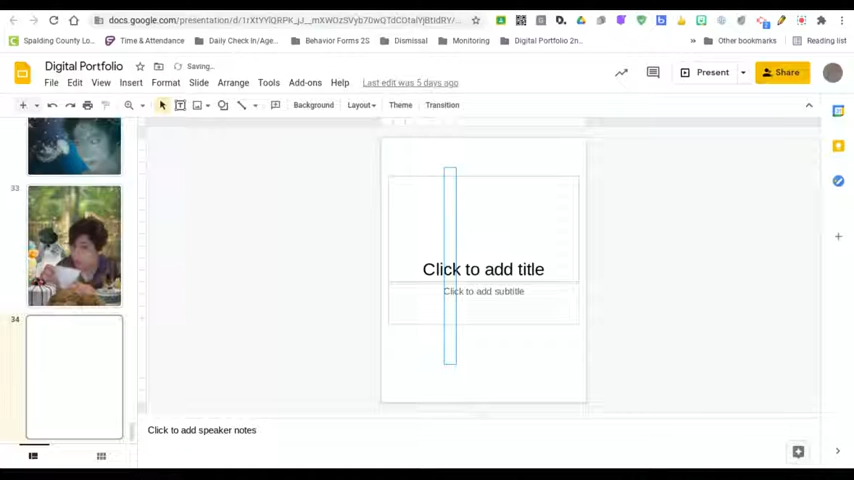 docs.google.com/presentation/d/
Spalding County Lo...
Time & Attendance
Daily Check In/Age...
Behavior Forms 2S
Dismissal
Monitoring
Digital Portfolio 2n...
»
Other bookmarks
Reading list
Digital Portfolio
Saving...
File Edit View Insert Format Slide Arrange Tools Add-ons Help Last edit was 5 days ago
Present
Share
Background Layout Theme Transition
33
34
Click to add title
Click to add subtitle
Click to add speaker notes